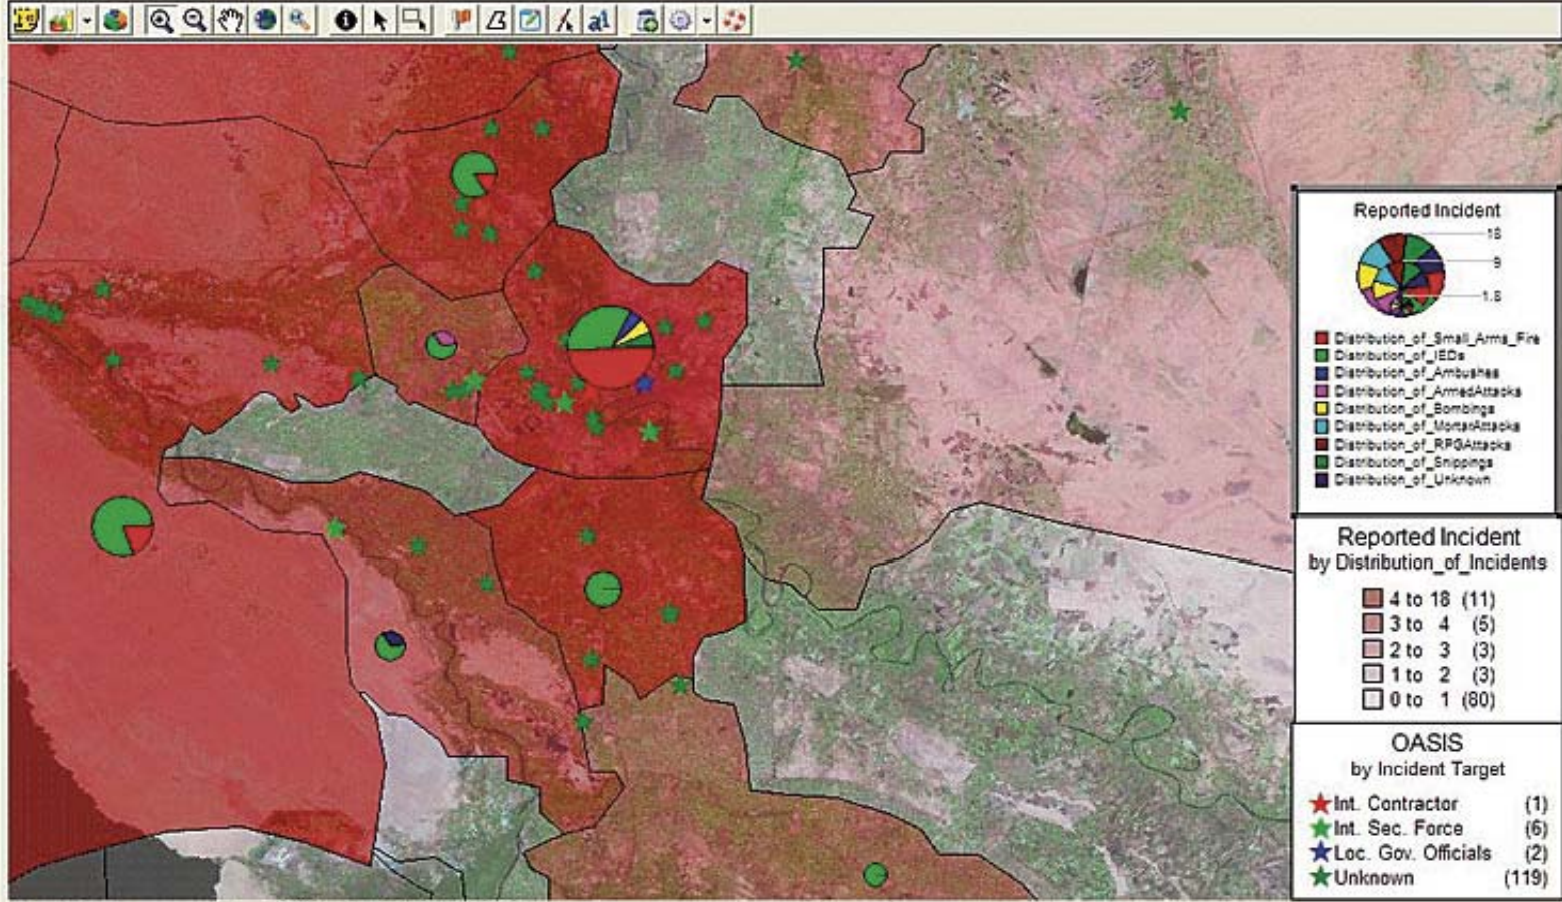 Reported Incident
18
9
1.8
Distribution_of_Small_Arms_Fire
Distribution_of_IEDs
Distribution_of_Ambushes
Distribution_of_ArmedAttacks
Distribution_of_Bombings
Distribution_of_MortarAttacks
Distribution_of_RPGAttacks
Distribution_of_Snippings
Distribution_of_Unknown
Reported Incident
by Distribution_of_Incidents
4 to 18 (11)
3 to 4 (5)
2 to 3 (3)
1 to 2 (3)
0 to 1 (80)
OASIS
by Incident Target
Int. Contractor (1)
Int. Sec. Force (6)
Loc. Gov. Officials (2)
Unknown (119)